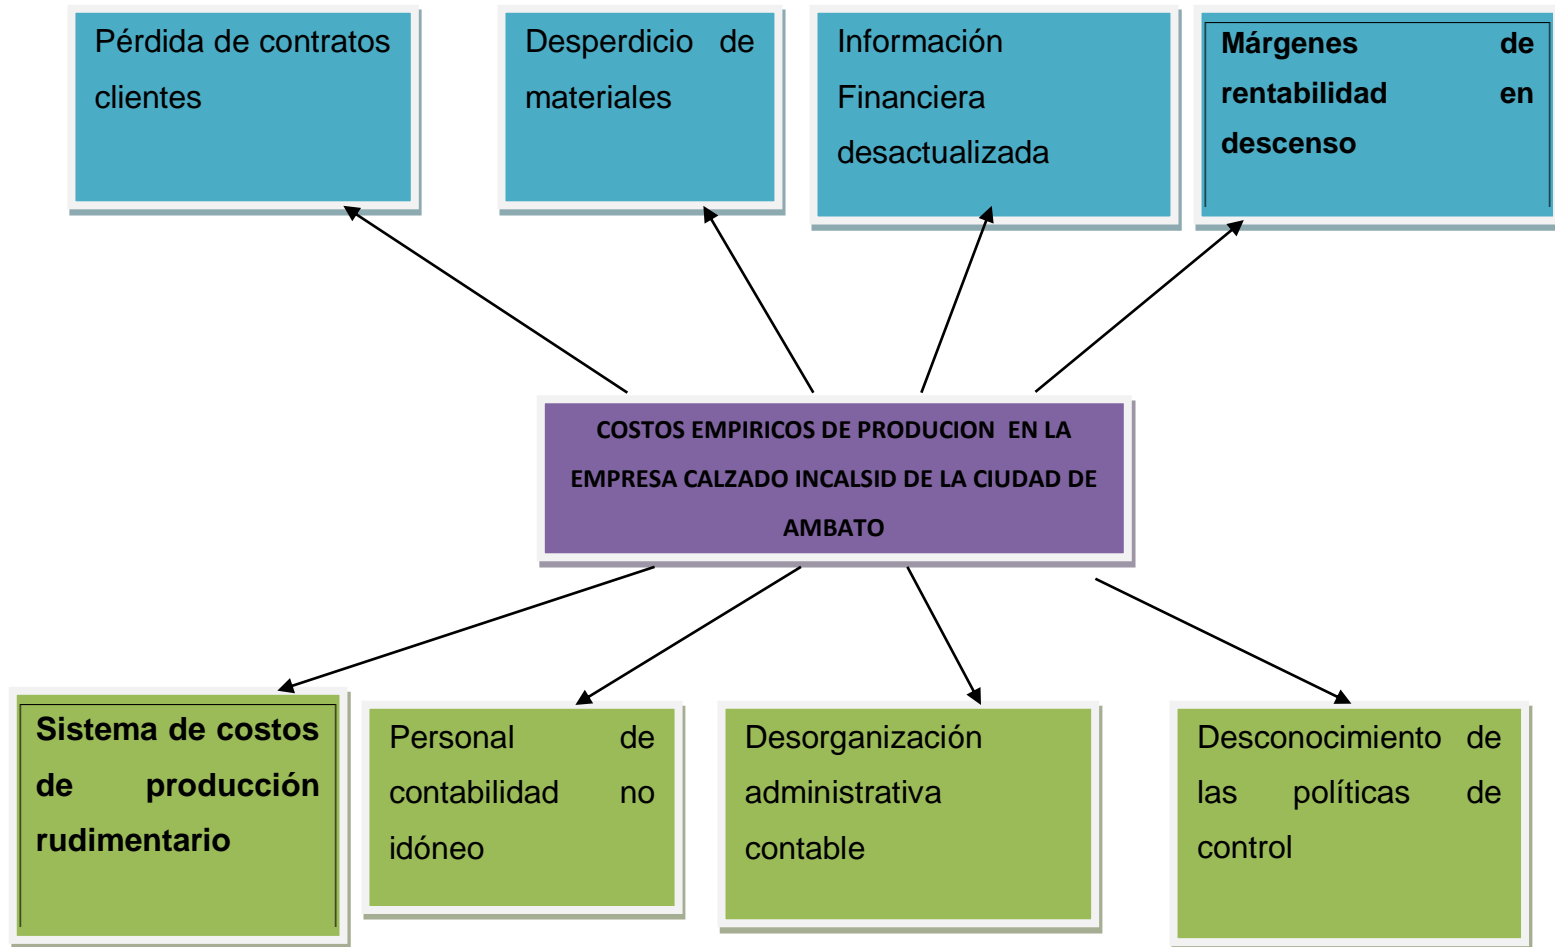 Pérdida de contratos
clientes
Desperdicio de
materiales
Información
Financiera
desactualizada
Márgenes de
rentabilidad en
descenso
COSTOS EMPIRICOS DE PRODUCION EN LA
EMPRESA CALZADO INCALSID DE LA CIUDAD DE
AMBATO
Sistema de costos
de producción
rudimentario
Personal de
contabilidad no
idóneo
Desorganización
administrativa
contable
Desconocimiento de
las políticas de
control